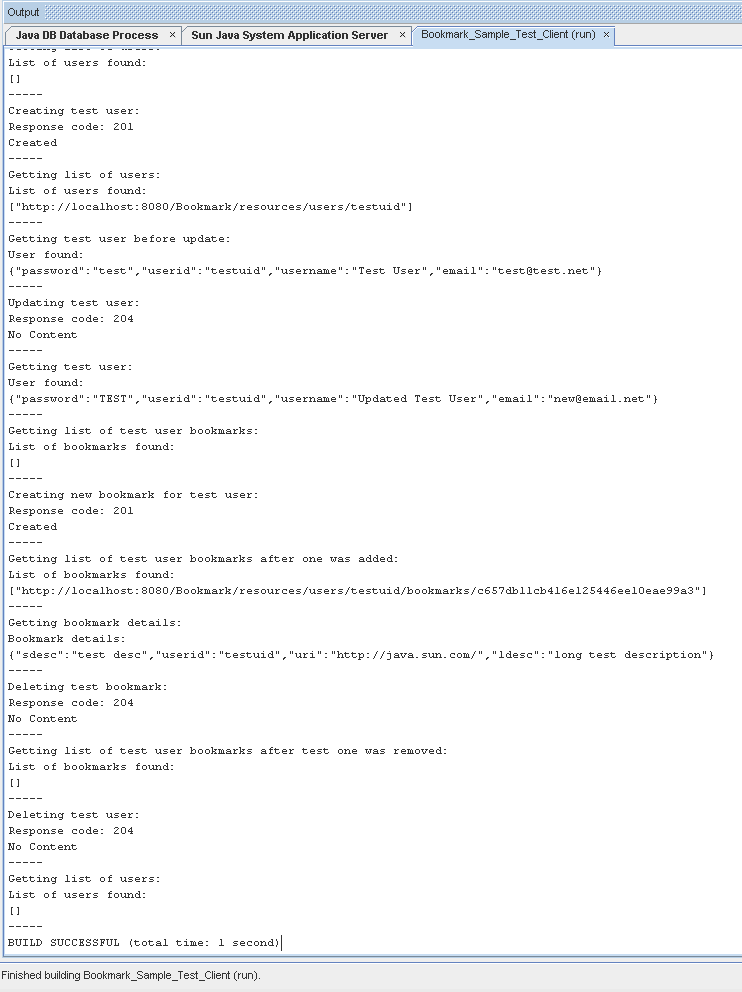 Output
Java DB Database Process × Sun Java System Application Server × Bookmark_Sample_Test_Client (run) ×
List of users found:
[]
-----
Creating test user:
Response code: 201
Created
-----
Getting list of users:
List of users found:
["http://localhost:8080/Bookmark/resources/users/testuid"]
-----
Getting test user before update:
User found:
{"password":"test","userid":"testuid","username":"Test User","email":"test@test.net"}
-----
Updating test user:
Response code: 204
No Content
-----
Getting test user:
User found:
{"password":"TEST","userid":"testuid","username":"Updated Test User","email":"new@email.net"}
-----
Getting list of test user bookmarks:
List of bookmarks found:
[]
-----
Creating new bookmark for test user:
Response code: 201
Created
-----
Getting list of test user bookmarks after one was added:
List of bookmarks found:
["http://localhost:8080/Bookmark/resources/users/testuid/bookmarks/c657db11cb416e125446ee10eae99a3"]
-----
Getting bookmark details:
Bookmark details:
{"sdesc":"test desc","userid":"testuid","uri":"http://java.sun.com/","ldesc":"long test description"}
-----
Deleting test bookmark:
Response code: 204
No Content
-----
Getting list of test user bookmarks after test one was removed:
List of bookmarks found:
[]
-----
Deleting test user:
Response code: 204
No Content
-----
Getting list of users:
List of users found:
[]
-----
BUILD SUCCESSFUL (total time: 1 second)
Finished building Bookmark_Sample_Test_Client (run).